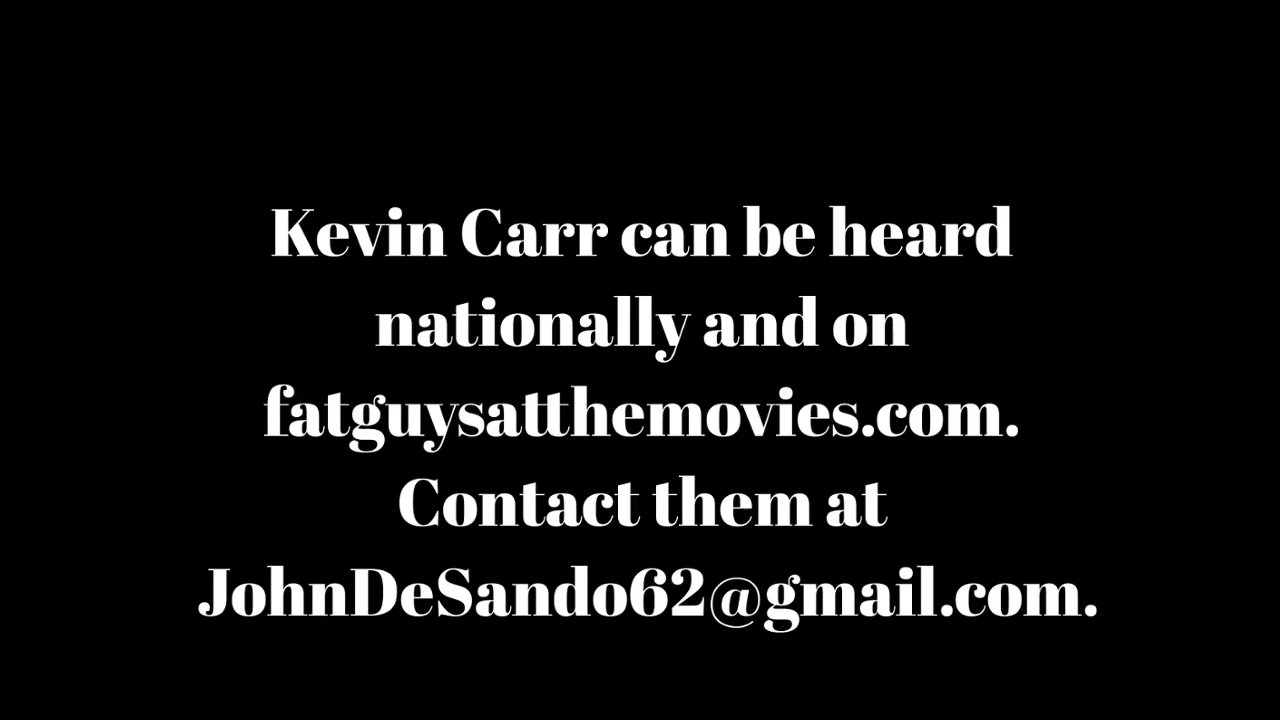 Kevin Carr can be heard
nationally and on
fatguysatthemovies.com.
Contact them at
JohnDeSando62@gmail.com.